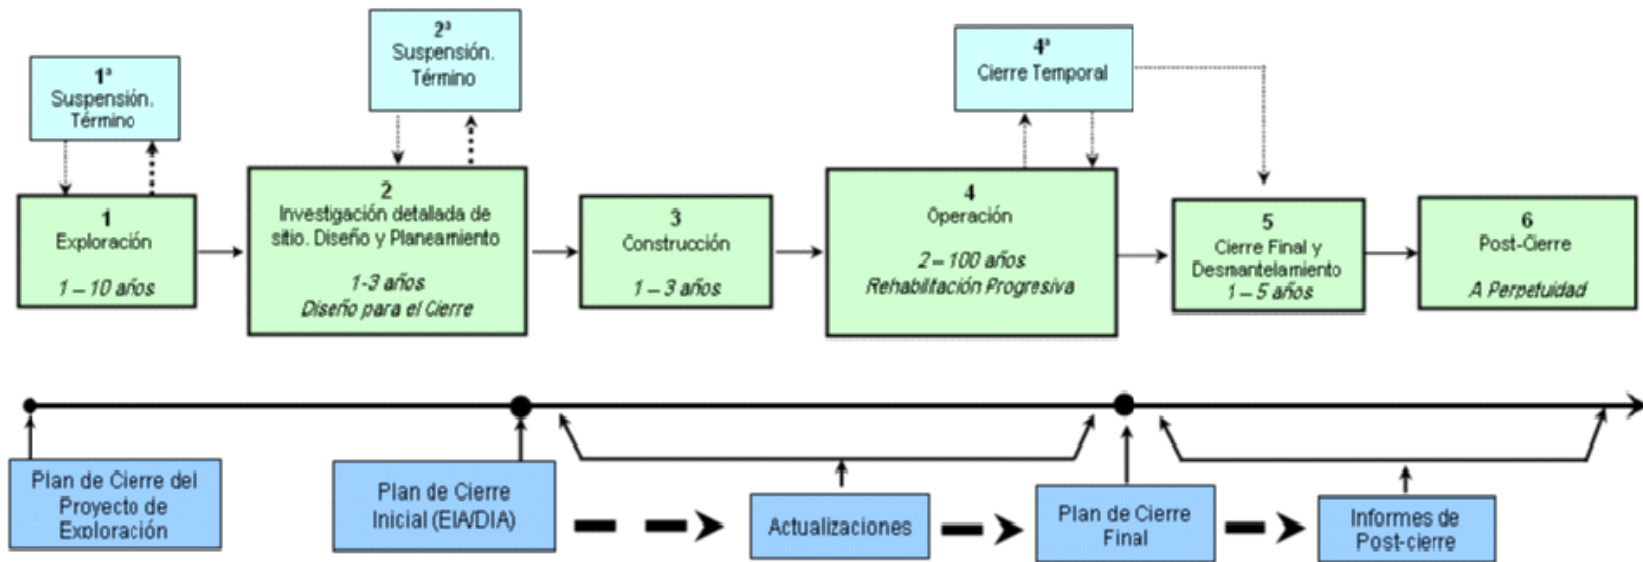 1ª
Suspensión.
Término
2ª
Suspensión.
Término
4ª
Cierre Temporal
1
Exploración
1 – 10 años
2
Investigación detallada de
sitio. Diseño y Planeamiento
1-3 años
Diseño para el Cierre
3
Construcción
1 – 3 años
4
Operación
2 – 100 años
Rehabilitación Progresiva
5
Cierre Final y
Desmantelamiento
1 – 5 años
6
Post-Cierre
A Perpetuidad
Plan de Cierre del
Proyecto de
Exploración
Plan de Cierre
Inicial (EIA/DIA)
Actualizaciones
Plan de Cierre
Final
Informes de
Post-cierre